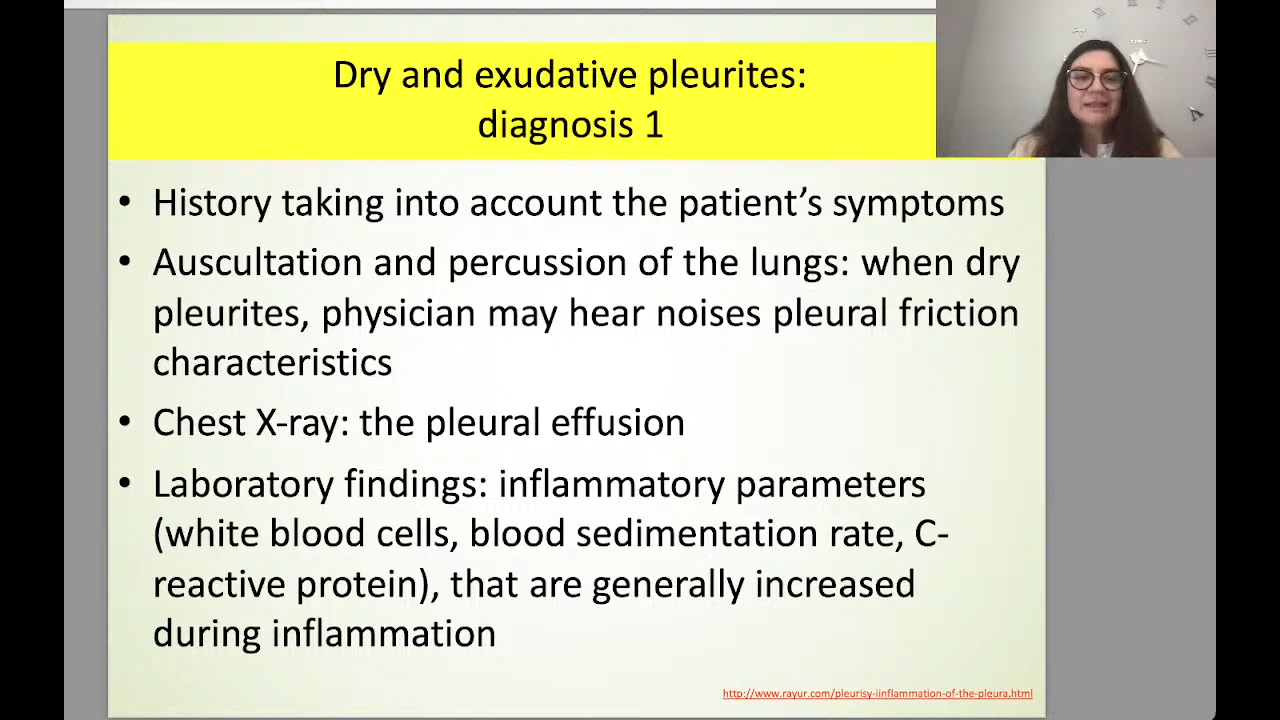 Dry and exudative pleurites:
diagnosis 1
• History taking into account the patient’s symptoms
• Auscultation and percussion of the lungs: when dry
pleurites, physician may hear noises pleural friction
characteristics
• Chest X-ray: the pleural effusion
• Laboratory findings: inflammatory parameters
(white blood cells, blood sedimentation rate, C-
reactive protein), that are generally increased
during inflammation
http://www.rayur.com/pleurisy-iinflammation-of-the-pleura.html